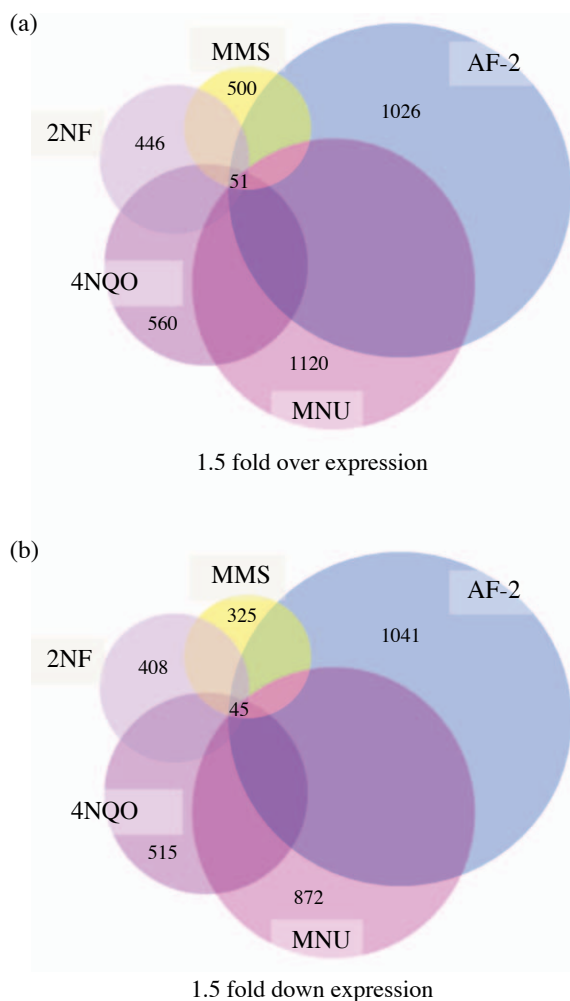 (a)
MMS
500
AF-2
1026
2NF
446
51
4NQO
560
1120
MNU
1.5 fold over expression
(b)
MMS
325
AF-2
1041
2NF
408
45
4NQO
515
872
MNU
1.5 fold down expression